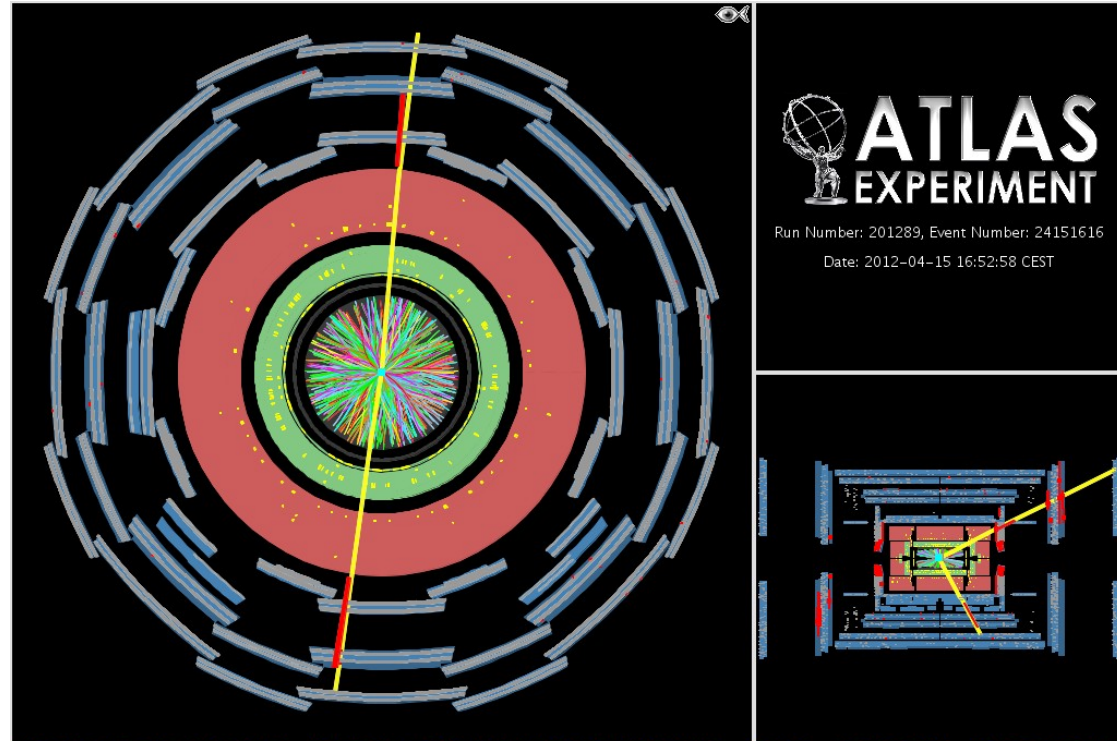 ATLAS
EXPERIMENT
Run Number: 201289, Event Number: 24151616
Date: 2012-04-15 16:52:58 CEST